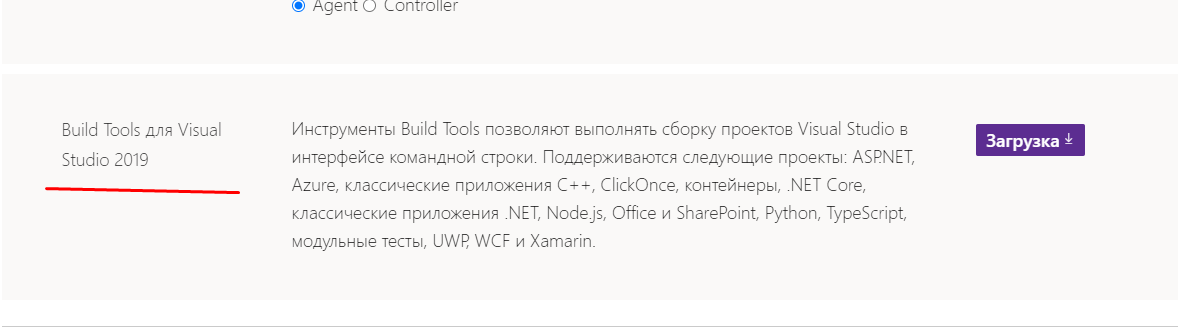 Agent Controller
Build Tools для Visual
Studio 2019
Инструменты Build Tools позволяют выполнять сборку проектов Visual Studio в
интерфейсе командной строки. Поддерживаются следующие проекты: ASP.NET,
Azure, классические приложения C++, ClickOnce, контейнеры, .NET Core,
классические приложения .NET, Node.js, Office и SharePoint, Python, TypeScript,
модульные тесты, UWP, WCF и Xamarin.
Загрузка